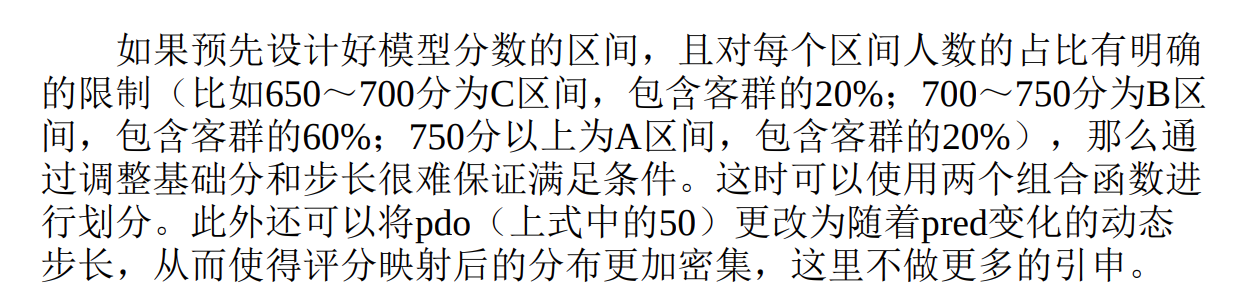 如果预先设计好模型分数的区间，且对每个区间人数的占比有明确
的限制（比如650～700分为C区间，包含客群的20%；700～750分为B区
间，包含客群的60%；750分以上为A区间，包含客群的20%），那么通
过调整基础分和步长很难保证满足条件。这时可以使用两个组合函数进
行划分。此外还可以将pdo（上式中的50）更改为随着pred变化的动态
步长，从而使得评分映射后的分布更加密集，这里不做更多的引申。